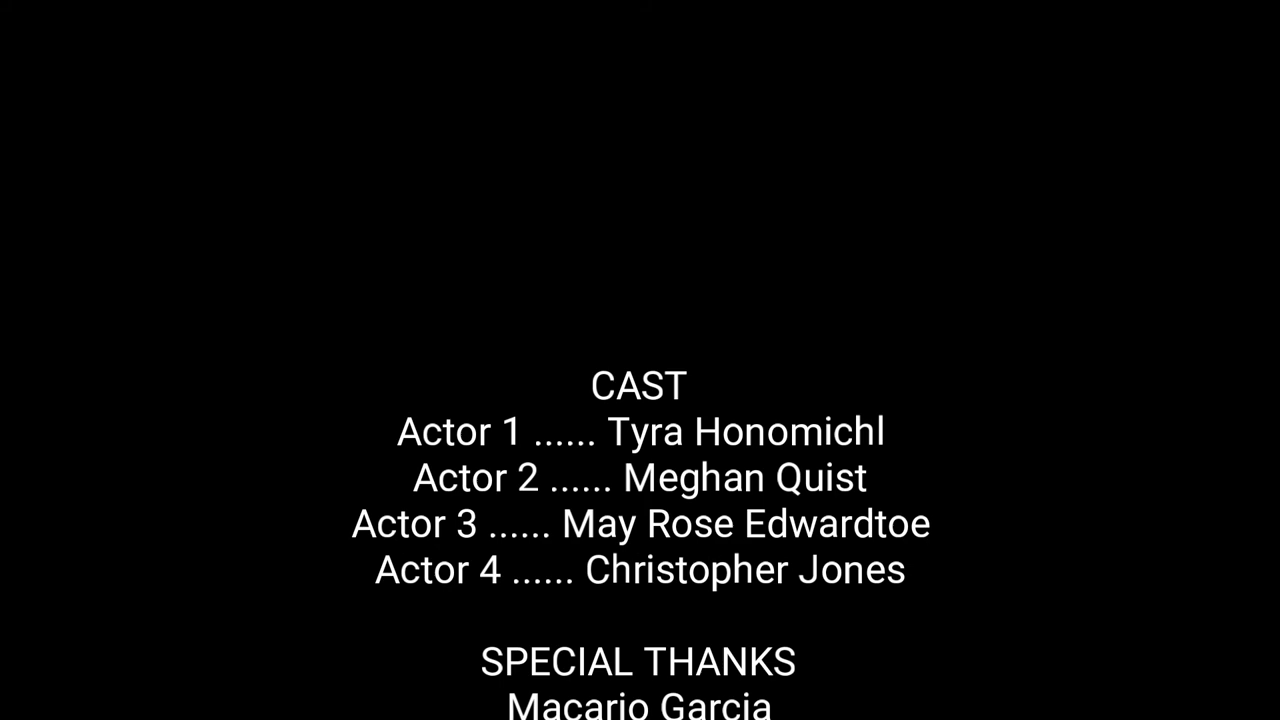 CAST
Actor 1 ...... Tyra Honomichl
Actor 2 ...... Meghan Quist
Actor 3 ...... May Rose Edwardtoe
Actor 4 ...... Christopher Jones
SPECIAL THANKS
Macario Garcia